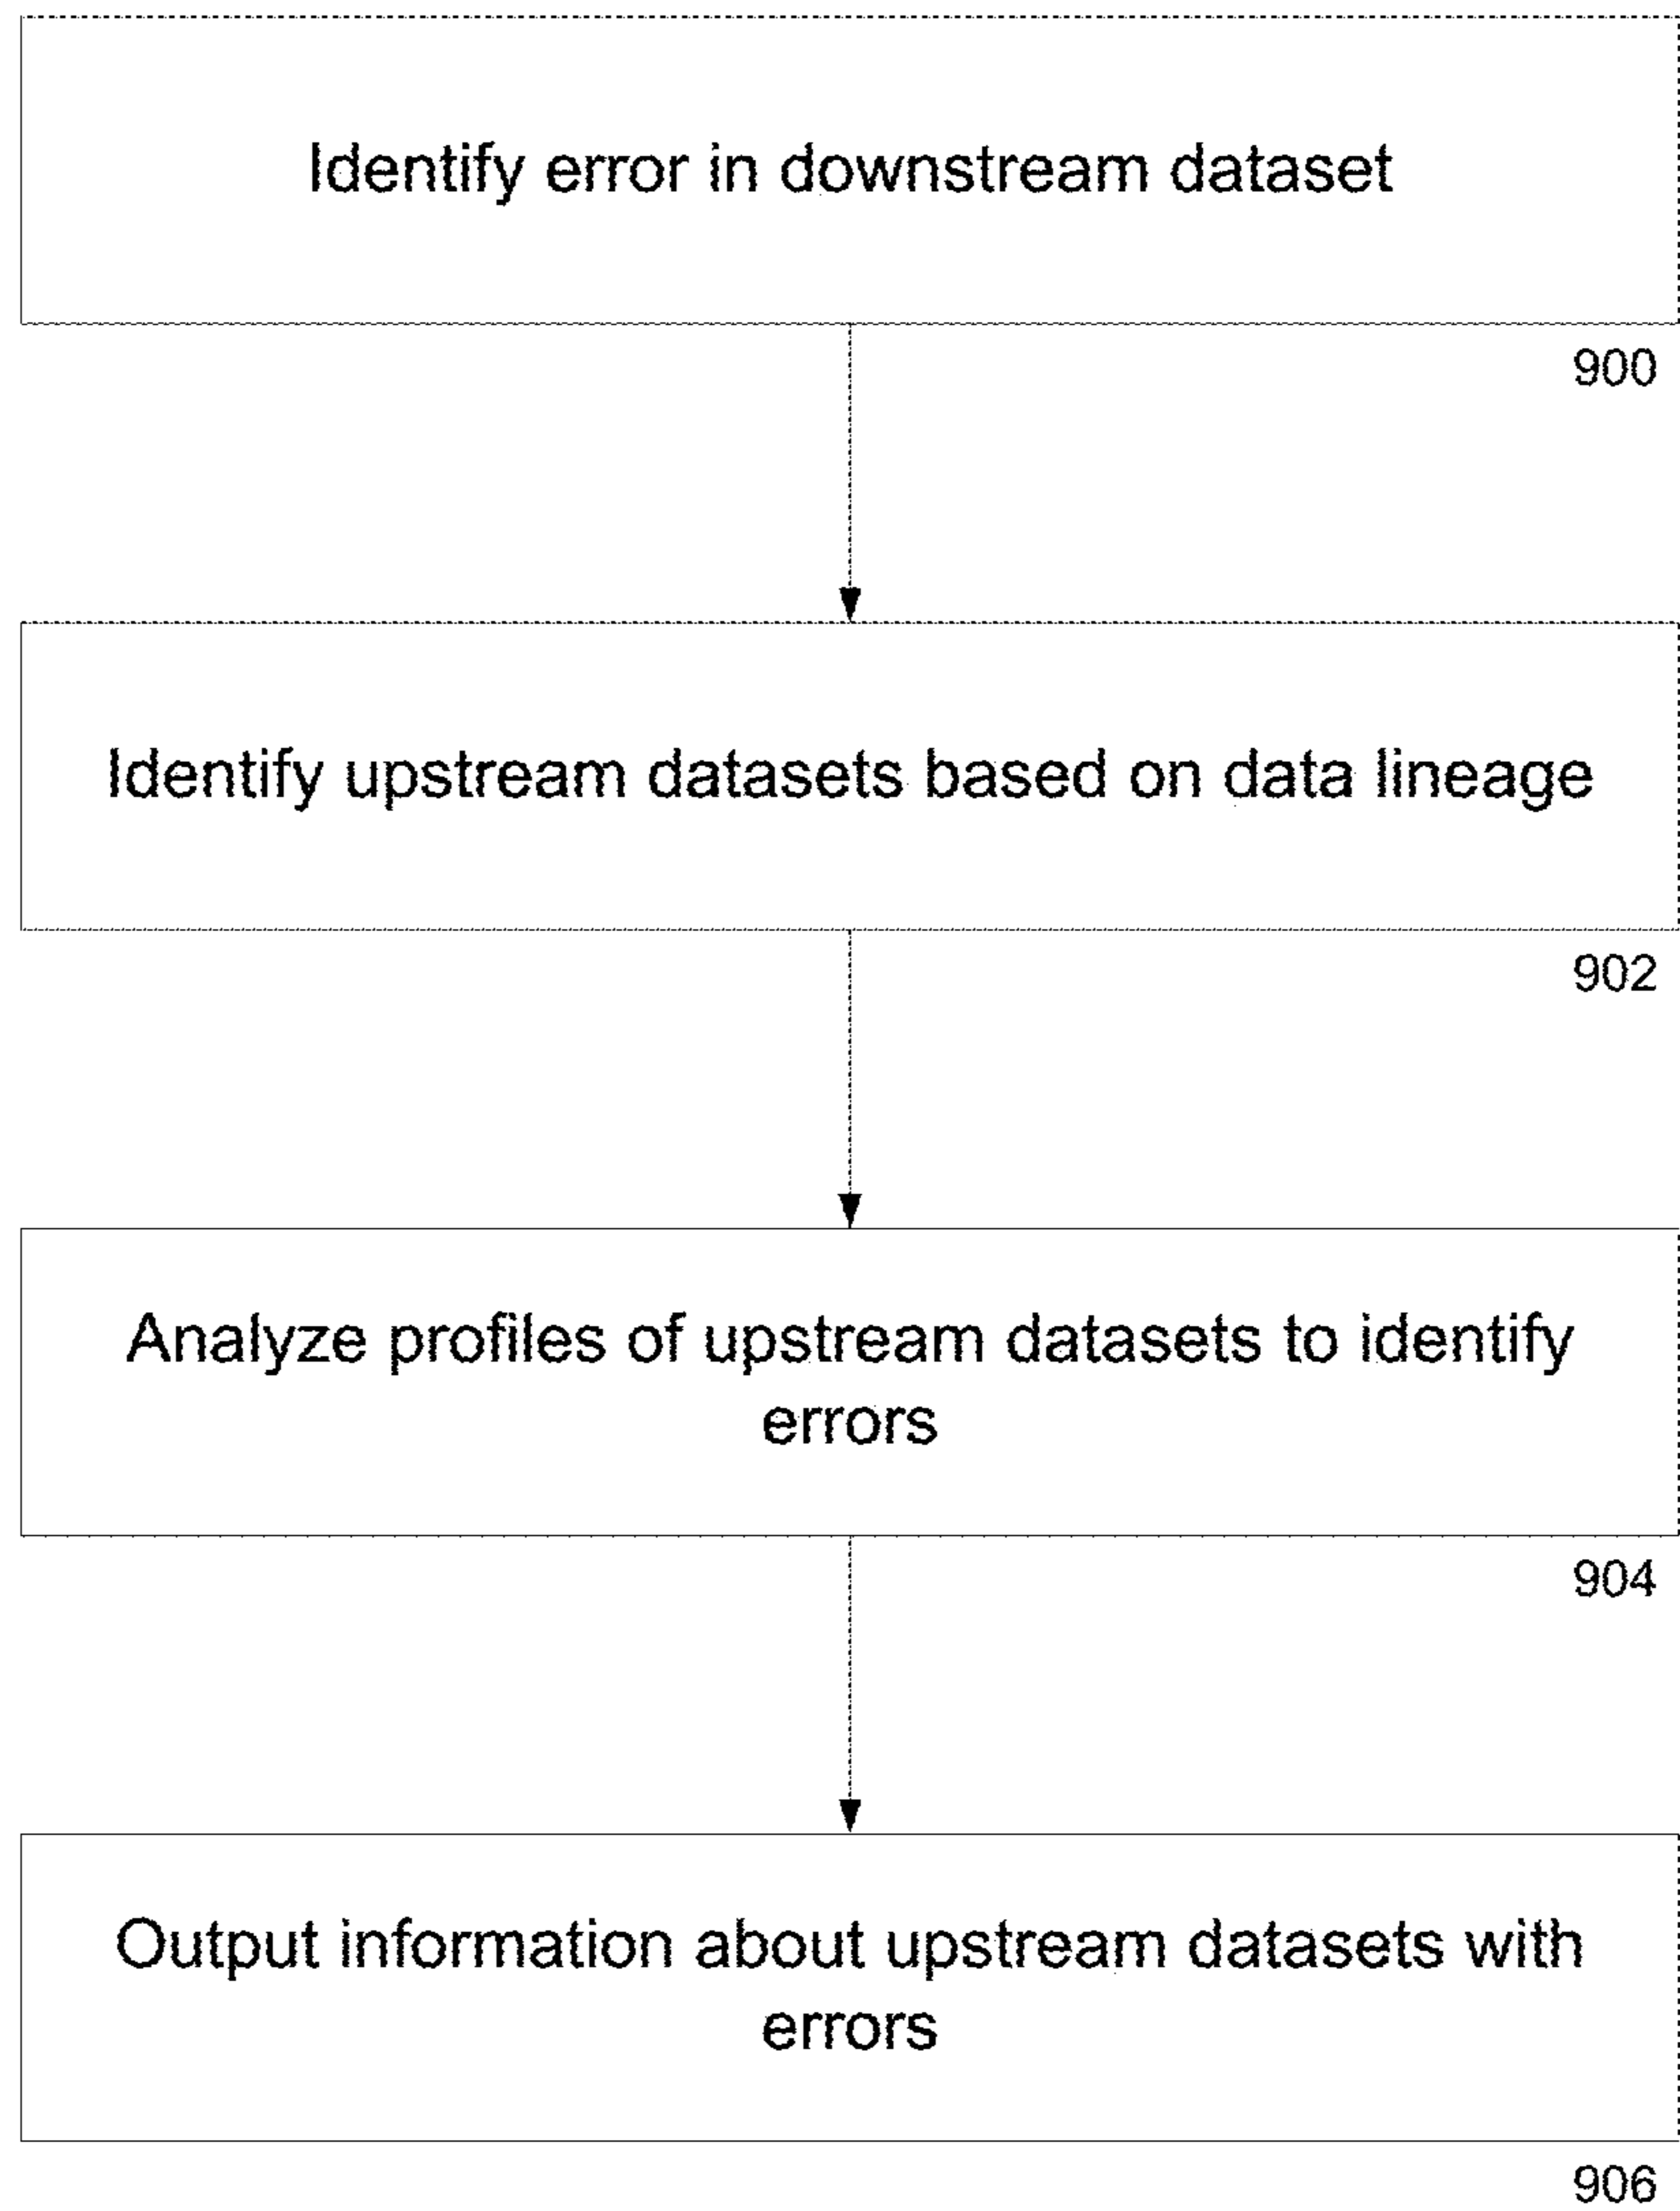 Identify error in downstream dataset
900
Identify upstream datasets based on data lineage
902
Analyze profiles of upstream datasets to identify
errors
904
Output information about upstream datasets with
errors
906